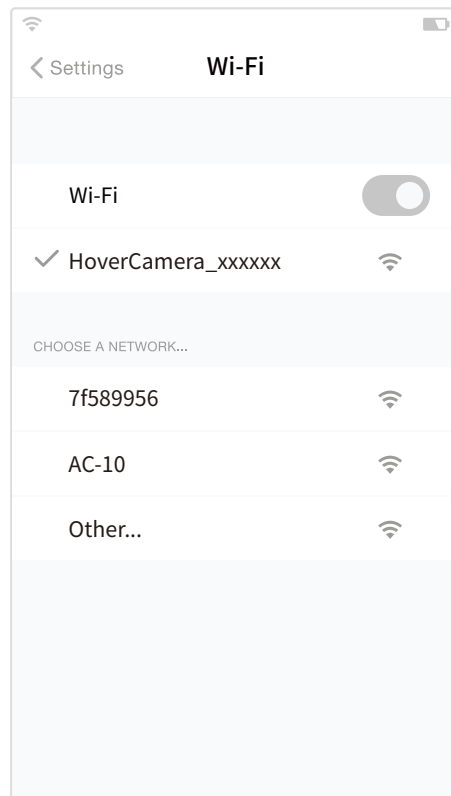 Settings Wi-Fi
Wi-Fi
HoverCamera_xxxxxx
CHOOSE A NETWORK...
7f589956
AC-10
Other...